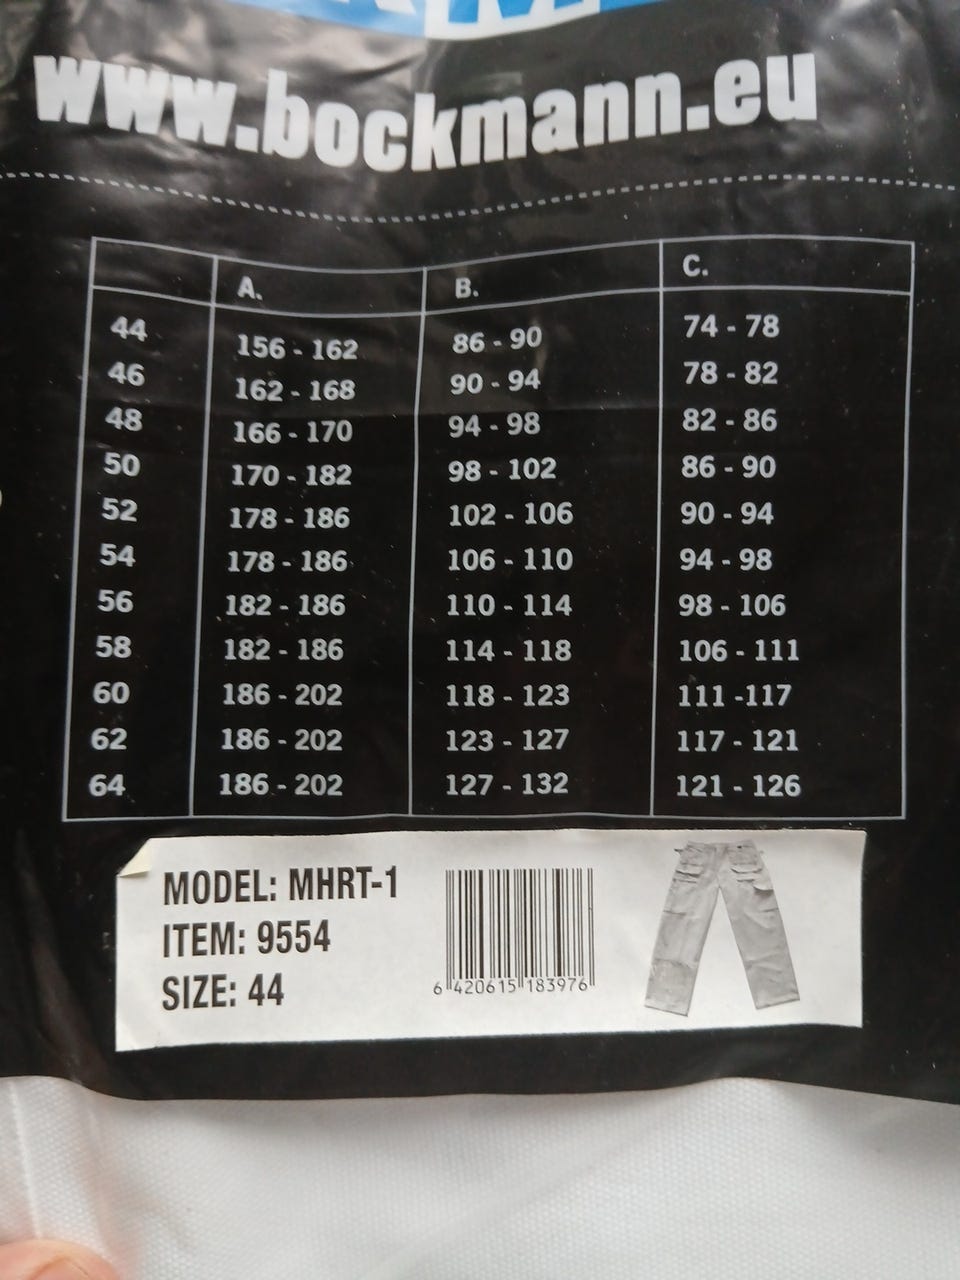 www.bockmann.eu
A. B. C.
44 156 - 162 86 - 90 74 - 78
46 162 - 168 90 - 94 78 - 82
48 166 - 170 94 - 98 82 - 86
50 170 - 182 98 - 102 86 - 90
52 178 - 186 102 - 106 90 - 94
54 178 - 186 106 - 110 94 - 98
56 182 - 186 110 - 114 98 - 106
58 182 - 186 114 - 118 106 - 111
60 186 - 202 118 - 123 111 -117
62 186 - 202 123 - 127 117 - 121
64 186 - 202 127 - 132 121 - 126
MODEL: MHRT-1
ITEM: 9554
SIZE: 44
6 420615 183976